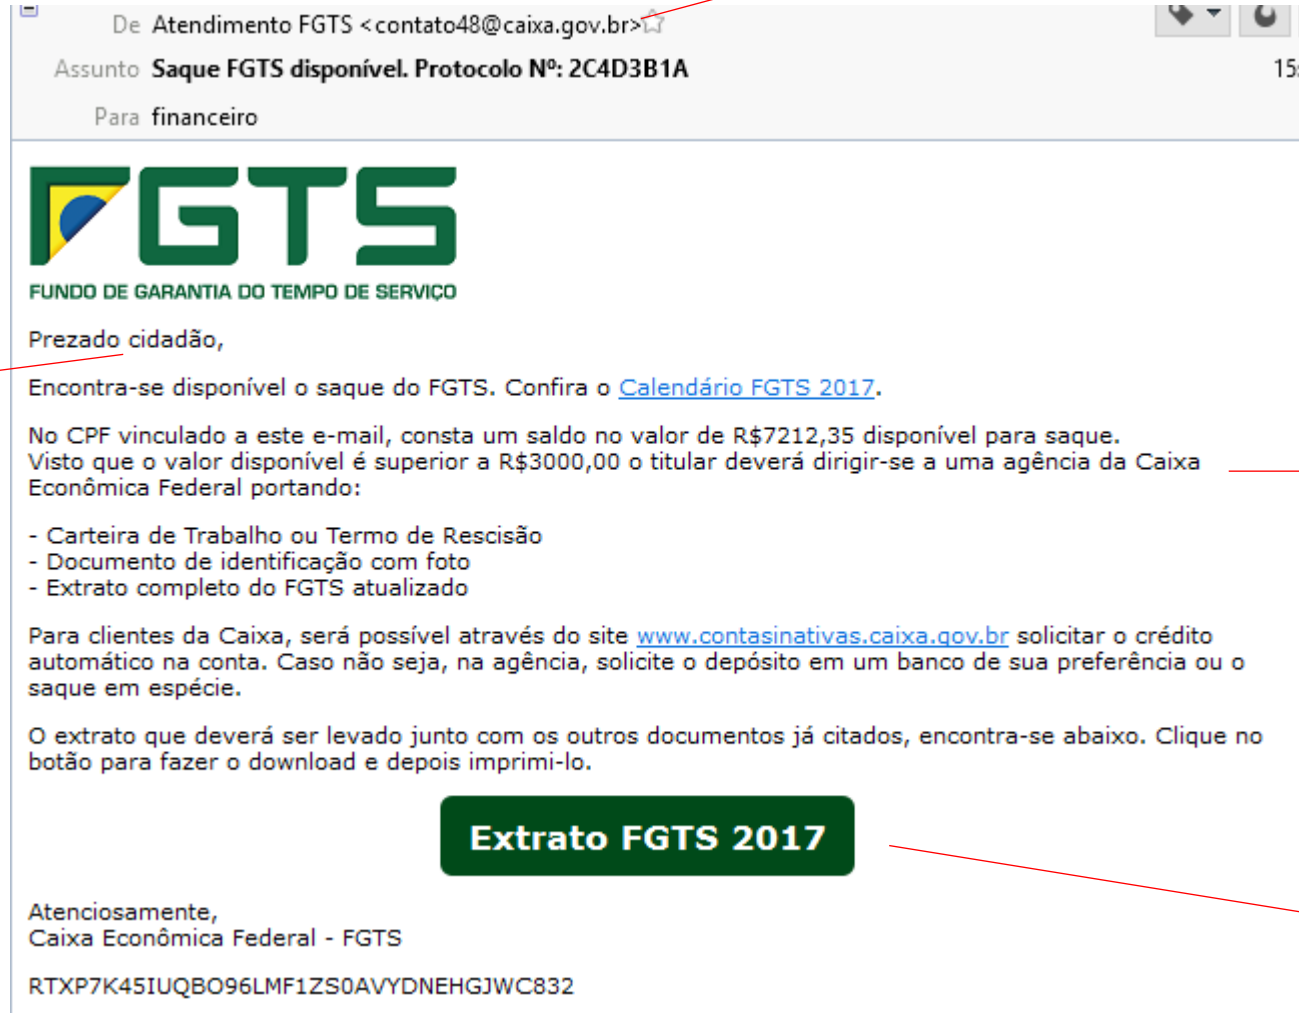 De Atendimento FGTS <contato48@caixa.gov.br>
Assunto Saque FGTS disponível. Protocolo Nº: 2C4D3B1A 15:
Para financeiro
FGTS
FUNDO DE GARANTIA DO TEMPO DE SERVIÇO
Prezado cidadão,
Encontra-se disponível o saque do FGTS. Confira o Calendário FGTS 2017.
No CPF vinculado a este e-mail, consta um saldo no valor de R$7212,35 disponível para saque.
Visto que o valor disponível é superior a R$3000,00 o titular deverá dirigir-se a uma agência da Caixa
Econômica Federal portando:
- Carteira de Trabalho ou Termo de Rescisão
- Documento de identificação com foto
- Extrato completo do FGTS atualizado
Para clientes da Caixa, será possível através do site www.contasinativas.caixa.gov.br solicitar o crédito
automático na conta. Caso não seja, na agência, solicite o depósito em um banco de sua preferência ou o
saque em espécie.
O extrato que deverá ser levado junto com os outros documentos já citados, encontra-se abaixo. Clique no
botão para fazer o download e depois imprimi-lo.
Extrato FGTS 2017
Atenciosamente,
Caixa Econômica Federal - FGTS
RTXP7K45IUQBO96LMF1ZS0AVYDNEHGJWC832